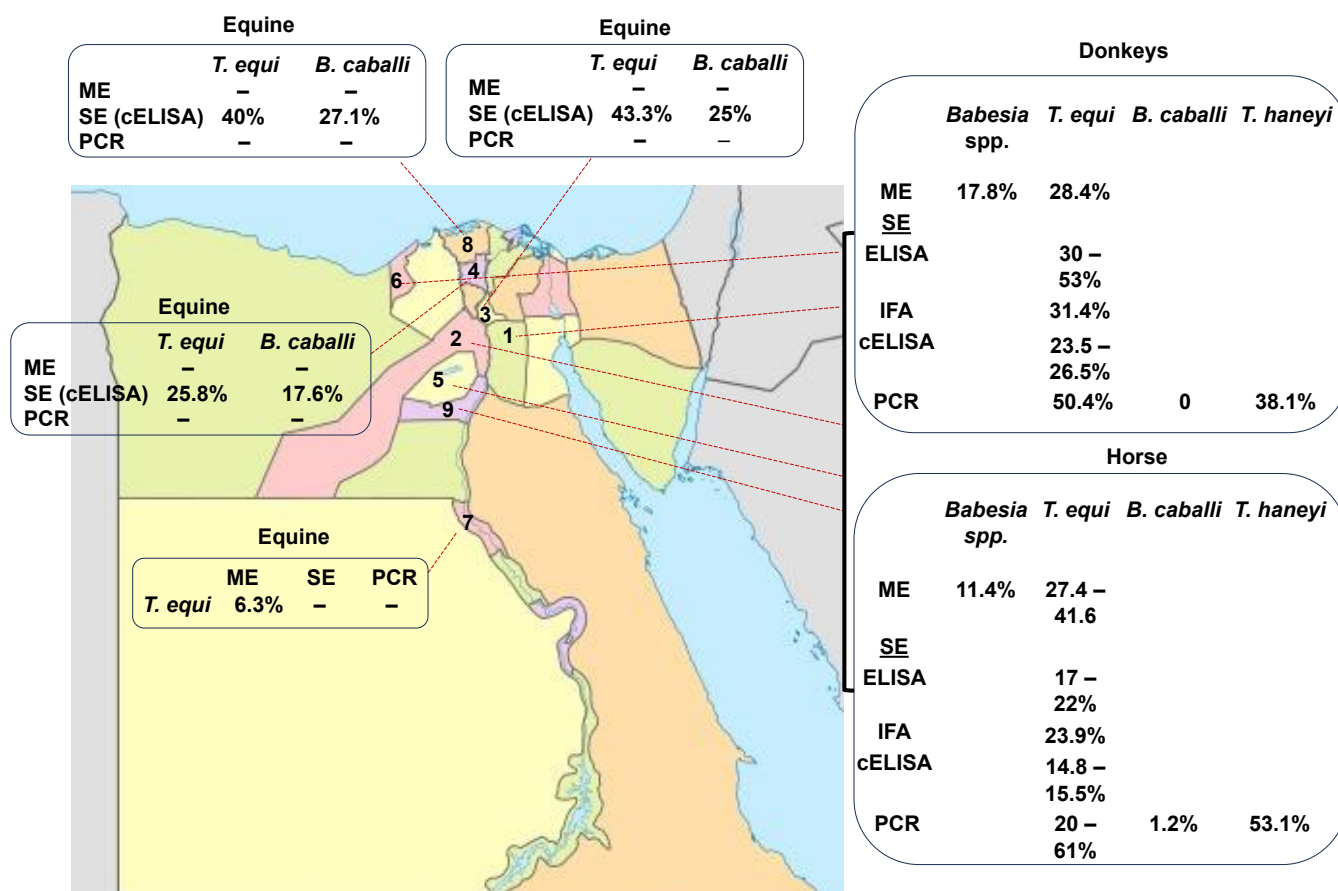 Equine
T. equi B. caballi
ME – –
SE (cELISA) 40% 27.1%
PCR – –
Equine
T. equi B. caballi
ME – –
SE (cELISA) 43.3% 25%
PCR – –
Donkeys
Babesia spp. T. equi B. caballi T. haneyi
ME 17.8% 28.4%
SE
ELISA 30 –
53%
IFA 31.4%
cELISA 23.5 –
26.5%
PCR 50.4% 0 38.1%
8
4
6
3
1
2
5
9
7
Equine
T. equi B. caballi
ME – –
SE (cELISA) 25.8% 17.6%
PCR – –
Equine
ME SE PCR
T. equi 6.3% – –
Horse
Babesia spp. T. equi B. caballi T. haneyi
ME 11.4% 27.4 –
41.6
SE
ELISA 17 –
22%
IFA 23.9%
cELISA 14.8 –
15.5%
PCR 20 – 1.2% 53.1%
61%